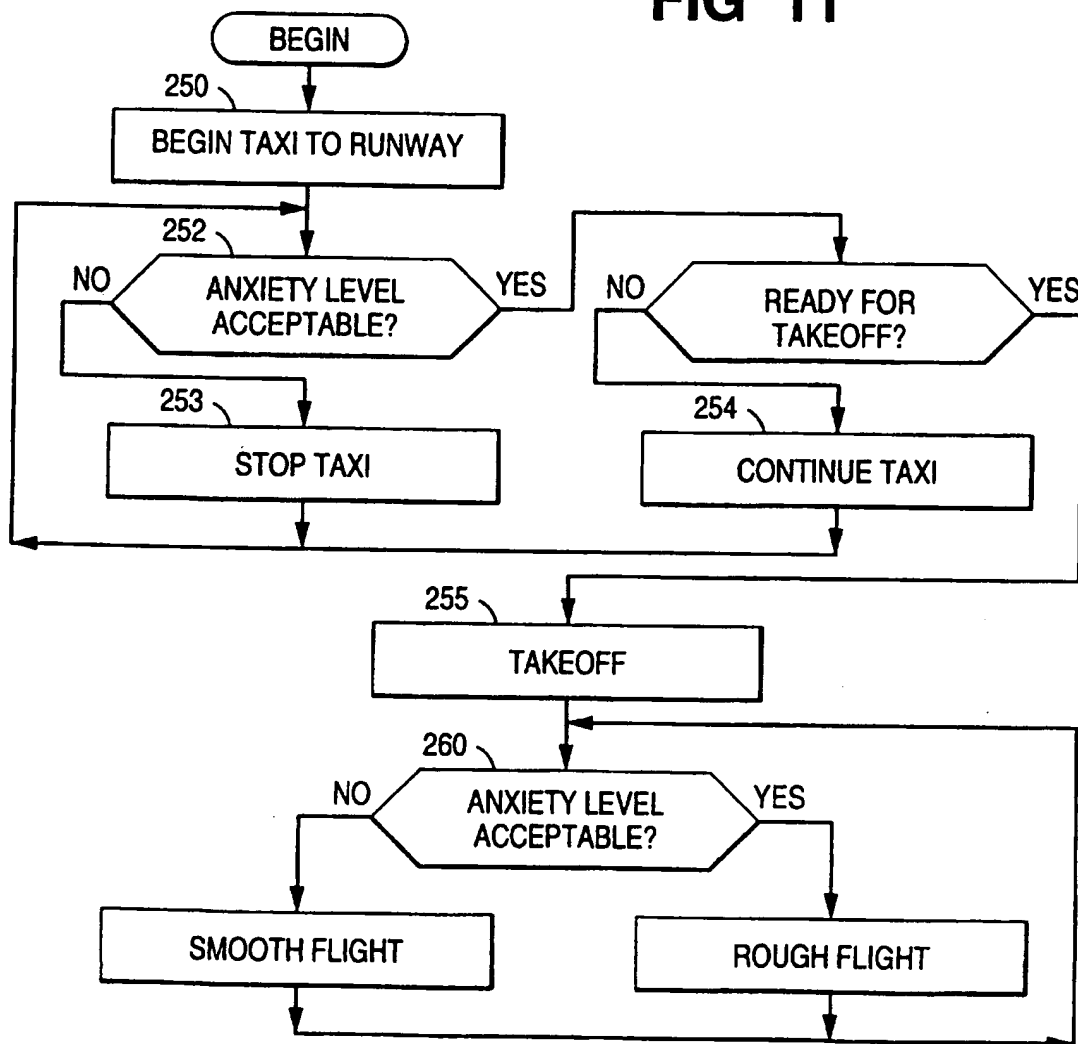 FIG 11
BEGIN
250
BEGIN TAXI TO RUNWAY
252
NO
ANXIETY LEVEL
ACCEPTABLE?
YES
NO
READY FOR
TAKEOFF?
YES
253
STOP TAXI
254
CONTINUE TAXI
255
TAKEOFF
260
NO
ANXIETY LEVEL
ACCEPTABLE?
YES
SMOOTH FLIGHT
ROUGH FLIGHT